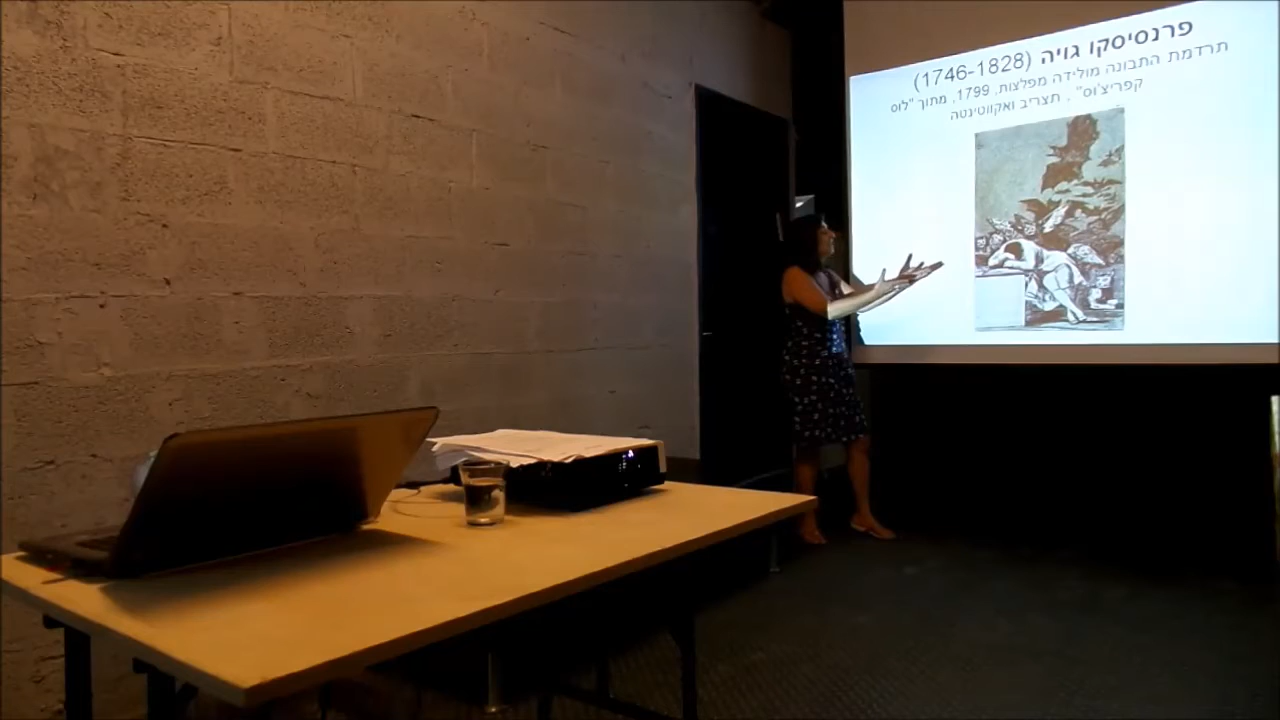 פרנסיסקו גויה (1746-1828)
תרדמת התבונה מולידה מפלצות, 1799, מתוך "לוס
קפריצ'וס" , תצריב ואקווטינטה